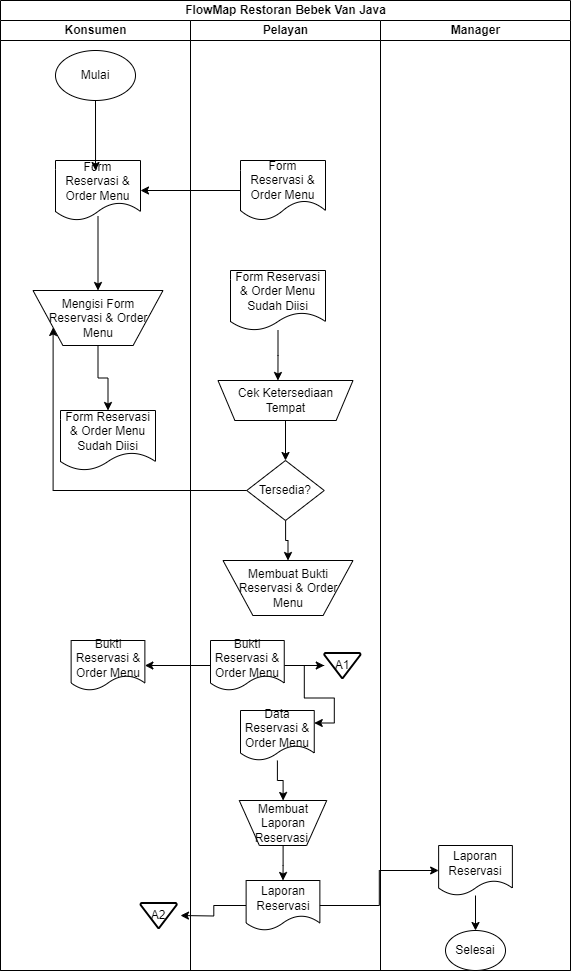 FlowMap Restoran Bebek Van Java
Konsumen
Pelayan
Manager
Mulai
Form
Reservasi &
Order Menu
Form
Reservasi &
Order Menu
Form Reservasi
& Order Menu
Sudah Diisi
Mengisi Form
Reservasi & Order
Menu
Cek Ketersediaan
Tempat
Form Reservasi
& Order Menu
Sudah Diisi
Tersedia?
Membuat Bukti
Reservasi & Order
Menu
Bukti
Reservasi &
Order Menu
Bukti
Reservasi &
Order Menu
A1
Data
Reservasi &
Order Menu
Membuat
Laporan
Reservasi
Laporan
Reservasi
Laporan
Reservasi
A2
Selesai